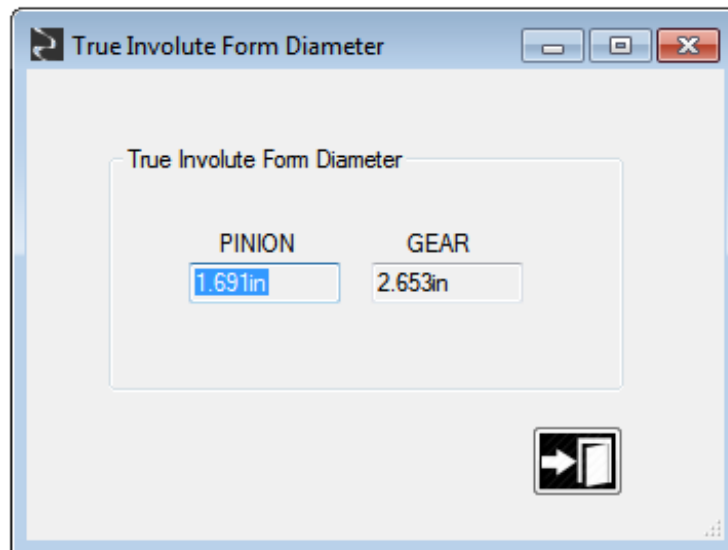 True Involute Form Diameter
True Involute Form Diameter
PINION GEAR
1.691in 2.653in